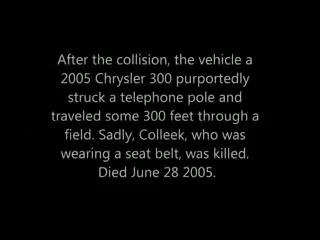 After the collision, the vehicle a
2005 Chrysler 300 purportedly
struck a telephone pole and
traveled some 300 feet through a
field. Sadly, Colleek, who was
wearing a seat belt, was killed.
Died June 28 2005.